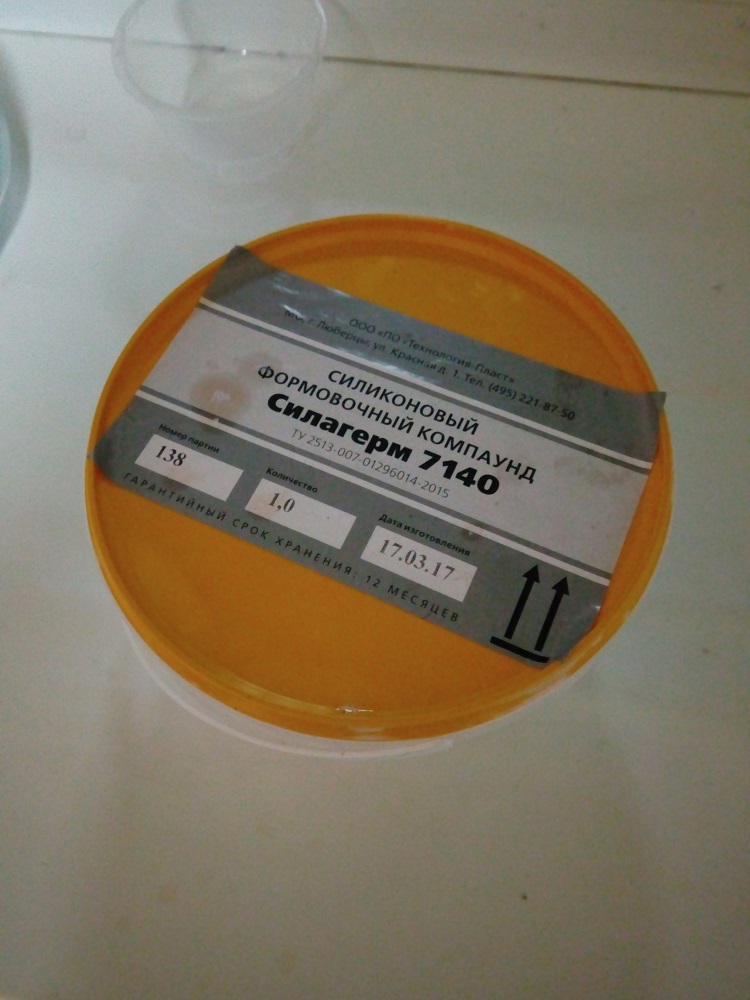 ООО «ПО «Технология-Пласт»
МО, г. Люберцы, ул. Красная д. 1. Тел. (495) 221-87-50
СИЛИКОНОВЫЙ
ФОРМОВОЧНЫЙ КОМПАУНД
Силагерм 7140
ТУ 2513-007-01296014-2015
Номер партии
138
Количество
1,0
Дата изготовления
17.03.17
ГАРАНТИЙНЫЙ СРОК ХРАНЕНИЯ: 12 МЕСЯЦЕВ